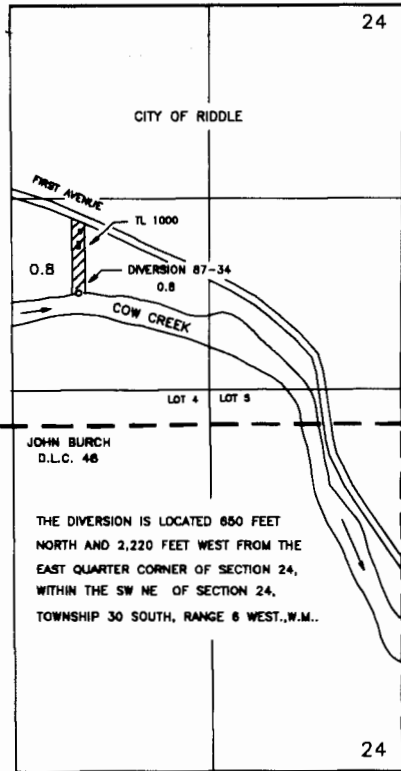 24
CITY OF RIDDLE
FIRST AVENUE
TL 1000
0.8
DIVERSION 87-34
0.8
COW CREEK
LOT 4
LOT 5
JOHN BURCH
D.L.C. 46
THE DIVERSION IS LOCATED 650 FEET
NORTH AND 2,220 FEET WEST FROM THE
EAST QUARTER CORNER OF SECTION 24,
WITHIN THE SW NE OF SECTION 24,
TOWNSHIP 30 SOUTH, RANGE 6 WEST.,W.M..
24